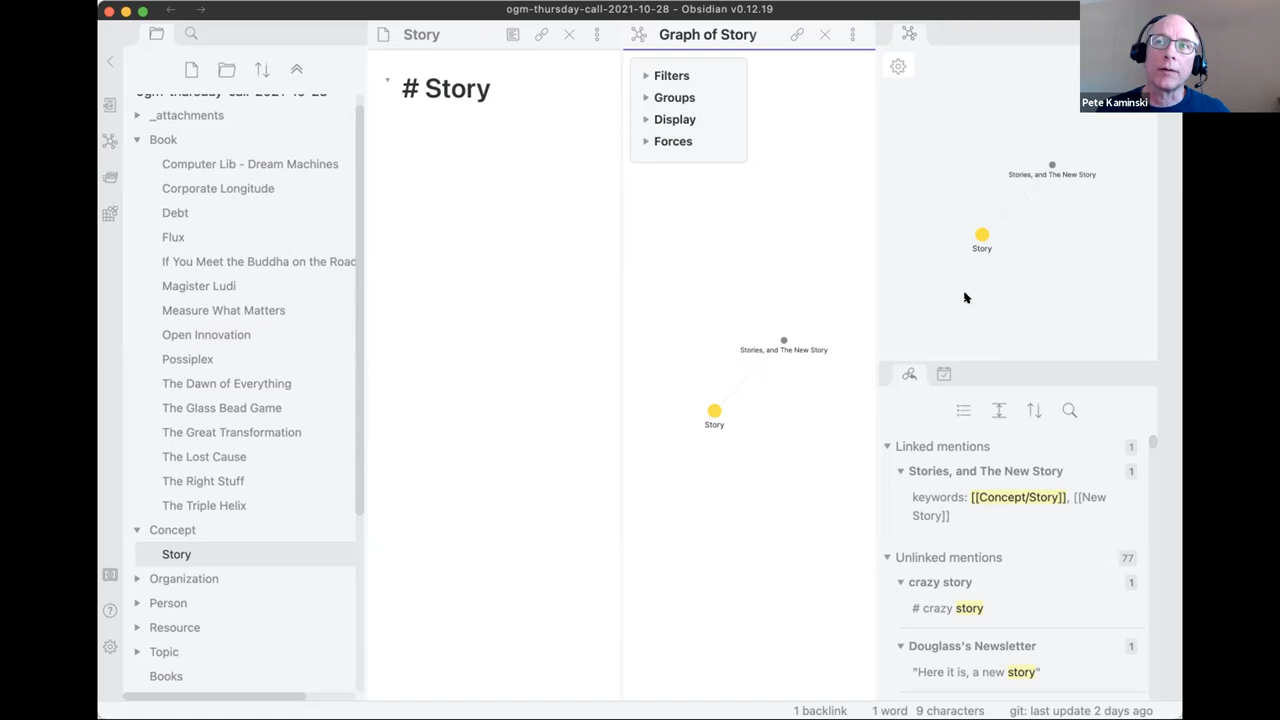 ogm-thursday-call-2021-10-28 - Obsidian v0.12.19
Pete Kaminski
ogm-thursday-call-2021-10-28
_attachments
Book
Computer Lib - Dream Machines
Corporate Longitude
Debt
Flux
If You Meet the Buddha on the Road
Magister Ludi
Measure What Matters
Open Innovation
Possiplex
The Dawn of Everything
The Glass Bead Game
The Great Transformation
The Lost Cause
The Right Stuff
The Triple Helix
Concept
Story
Organization
Person
Resource
Topic
Books
Story
# Story
Graph of Story
Filters
Groups
Display
Forces
Stories, and The New Story
Story
Stories, and The New Story
Story
Linked mentions 1
Stories, and The New Story 1
keywords: [[Concept/Story]], [[New
Story]]
Unlinked mentions 77
crazy story 1
# crazy story
Douglass's Newsletter 1
"Here it is, a new story"
1 backlink 1 word 9 characters git: last update 2 days ago